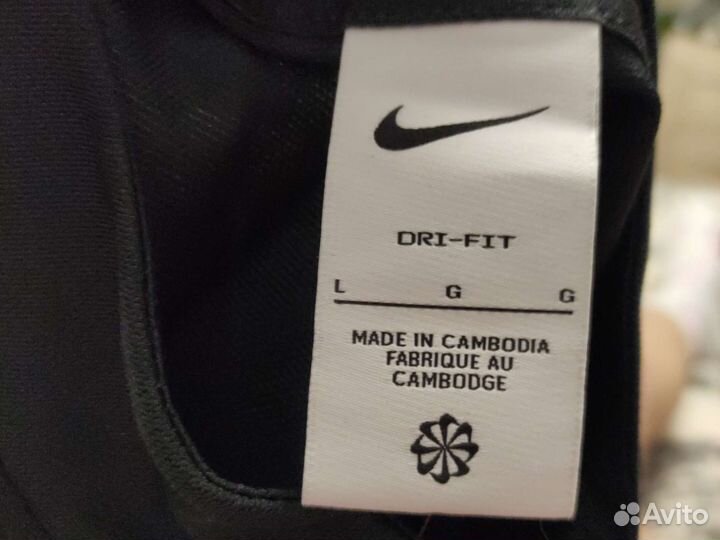 DRI-FIT
L G G
MADE IN CAMBODIA
FABRIQUE AU
CAMBODGE
Avito